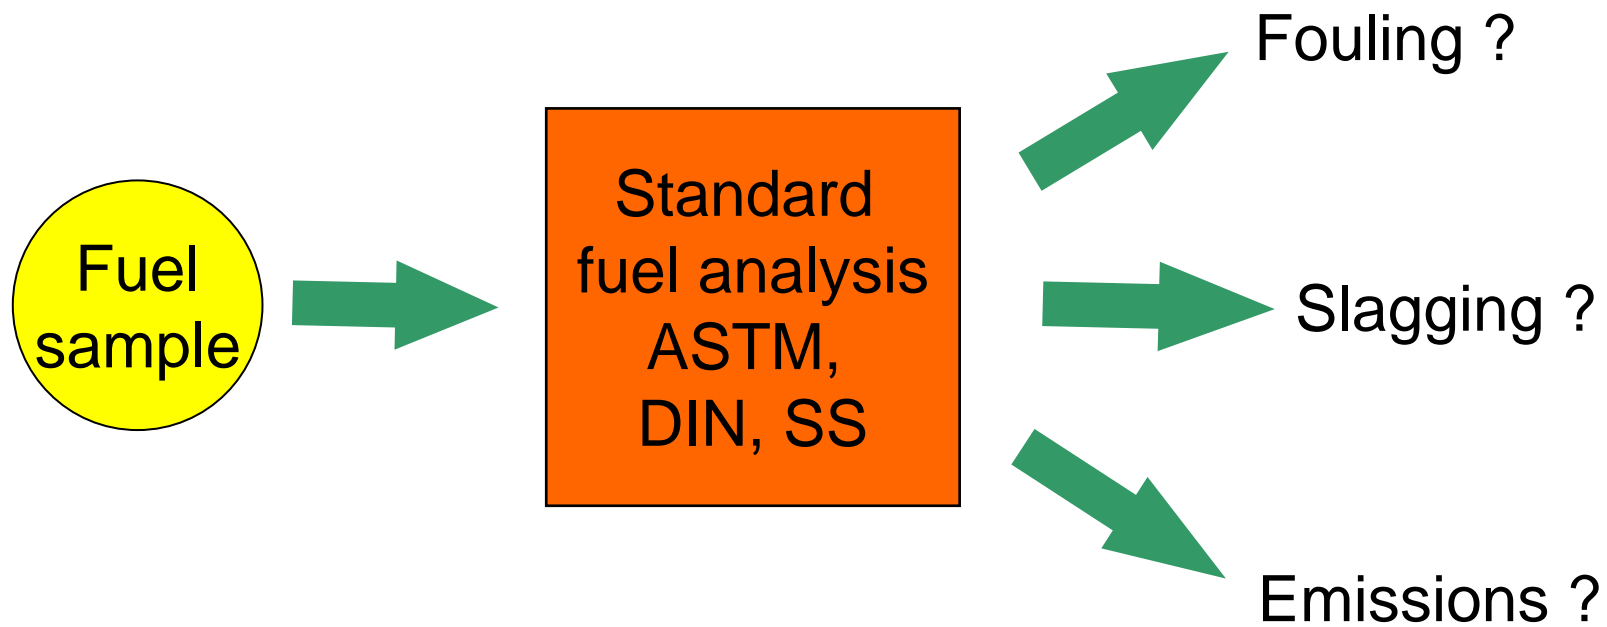 Fuel
sample
Standard
fuel analysis
ASTM,
DIN, SS
Fouling ?
Slagging ?
Emissions ?